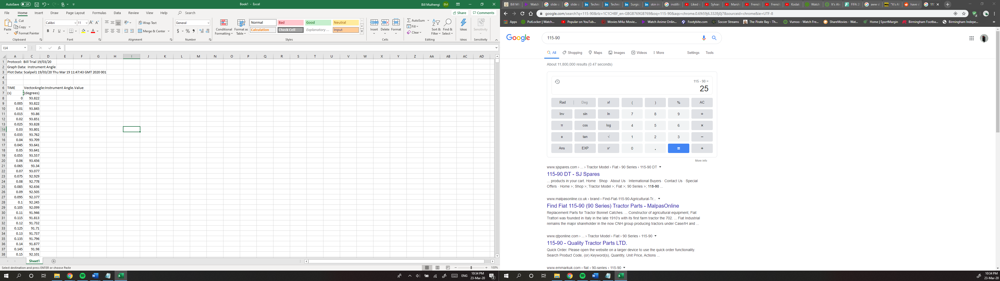 AutoSave Off
Book1 - Excel
Bill Muthengi BM
File Home Insert Draw Page Layout Formulas Data Review View Help Search
Share Comments
Paste
Cut
Copy
Format Painter
Clipboard
Calibri 11
B I U
Font
Wrap Text
Merge & Center
Alignment
General
Number
Conditional Formatting
Format as Table
Normal Bad Good Neutral
Calculation Check Cell Explanatory ... Input
Styles
Insert Delete Format
Cells
AutoSum
Fill
Clear
Sort & Filter
Find & Select
Editing
Ideas
Ideas
Sensitivity
Sensitivity
I14
fx
A C D E F G H I J K L M N O P Q R S T U V W X Y Z AA AB AC AD
1 Protocol: Bill Trial 19/03/20
2 Graph Data: Instrument Angle
3 Plot Data: Scalpel1 19/03/20 Thu Mar 19 11:47:43 GMT 2020 001
4
5
6 TIME VectorAngle:Instrument Angle.Value
7 (s) (degrees)
8 0 93.822
9 0.005 93.822
10 0.01 93.845
11 0.015 93.86
12 0.02 93.851
13 0.025 93.828
14 0.03 93.801
15 0.035 93.762
16 0.04 93.709
17 0.045 93.641
18 0.05 93.641
19 0.055 93.557
20 0.06 93.456
21 0.065 93.34
22 0.07 93.077
23 0.075 92.929
24 0.08 92.778
25 0.085 92.636
26 0.09 92.505
27 0.095 92.377
28 0.1 92.245
29 0.105 92.099
30 0.11 91.946
31 0.115 91.813
32 0.12 91.732
33 0.125 91.71
34 0.13 91.737
35 0.135 91.796
36 0.14 91.877
37 0.145 91.98
38 0.15 92.101
Sheet1
Select destination and press ENTER or choose Paste
100%
ENG
10:34 PM
23-Mar-20
2
Bill M Watch slide c slide c Techni Techni Surgic skin in instilli Liked v Sylvan Marsh Frensh Frensh Kodak Watch It's Al FIFA 2 aww d "It's A have d 115
google.com/search?q=115-90&rlz=1C1CHBF_en-GBGB769GB769&oq=115-90&aqs=chrome.0.69i59j6.3328j0j7&sourceid=chrome&ie=UTF-8
Apps PutLocker | Watch... Popular on YouTub... Movies M4u: Movie... Watch Anime Onlin... Footybite.com Soccer Streams The Pirate Bay - Th... Vumoo - Watch Fre... ShareMovies - Wat... Home | SportMargin Birmingham Footba... Birmingham Indepe... »
Google
115-90
All Shopping Maps Images Videos More Settings Tools
About 11,800,000 results (0.47 seconds)
115 - 90 =
25
Rad | Deg x! ( ) % AC
Inv sin ln 7 8 9 ÷
π cos log 4 5 6 ×
e tan √ 1 2 3 −
Ans EXP xʸ 0 . = +
More info
www.sjspares.com › ... › Tractor Model › Fiat › 90 Series › 115-90 DT
115-90 DT - SJ Spares
... products in your cart. Home · Shop · About Us · International Buyers · Contact Us · Special
Offers · Home >; Shop >; Tractor Model >; Fiat >; 90 Series >; 115-90 ...
www.malpasonline.co.uk › brand › Find-Fiat-115-90-Agricultural-Tr...
Find Fiat 115-90 (90 Series) Tractor Parts - MalpasOnline
Replacement Parts for Tractor Bonnet Catches. ... Constructor of agricultural equipment, Fiat
Trattori was founded in Italy in the late 1910's with its first farm tractor the 702. ... Fiat Industrial
remains the major shareholder in the now CNH group producing tractors under Case/IH and ...
www.qtponline.com › ... › Tractor Model › Fiat › 90 Series › 115-90
115-90 - Quality Tractor Parts LTD.
Quick Order. Please open the website on a larger device to use the quick order functionality.
Search Product Code, (or) Keyword(s), Quantity, Unit Price, Actions ...
www.emmarkuk.com › fiat › 90-series › 115-90
10:34 PM
23-Mar-20